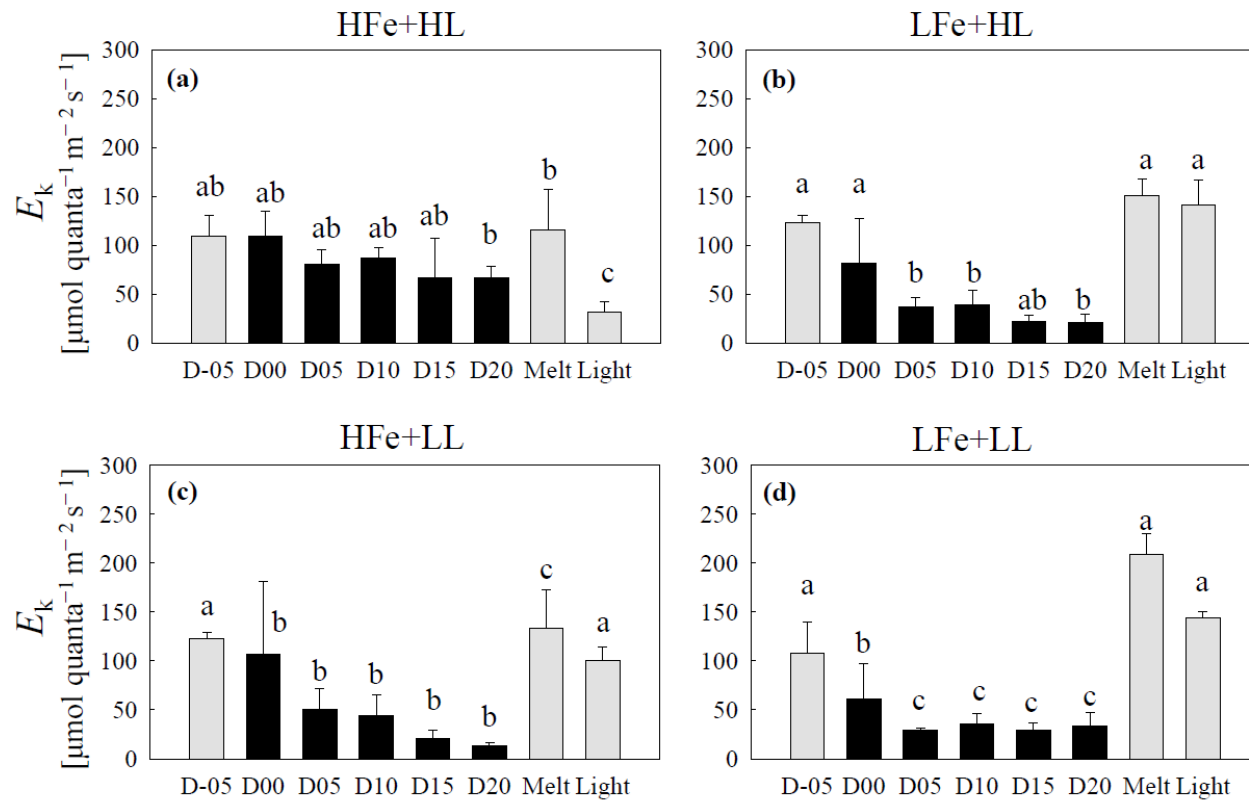 HFe+HL
LFe+HL
(a)
300
250
200
150
100
50
0
E_k
[µmol quanta⁻¹ m⁻² s⁻¹]
ab
ab
ab
ab
ab
b
b
c
D-05 D00 D05 D10 D15 D20 Melt Light
(b)
300
250
200
150
100
50
0
a
a
b
b
ab
b
a
a
D-05 D00 D05 D10 D15 D20 Melt Light
HFe+LL
LFe+LL
(c)
300
250
200
150
100
50
0
E_k
[µmol quanta⁻¹ m⁻² s⁻¹]
a
b
b
b
b
b
c
a
D-05 D00 D05 D10 D15 D20 Melt Light
(d)
300
250
200
150
100
50
0
a
b
c
c
c
c
a
a
D-05 D00 D05 D10 D15 D20 Melt Light